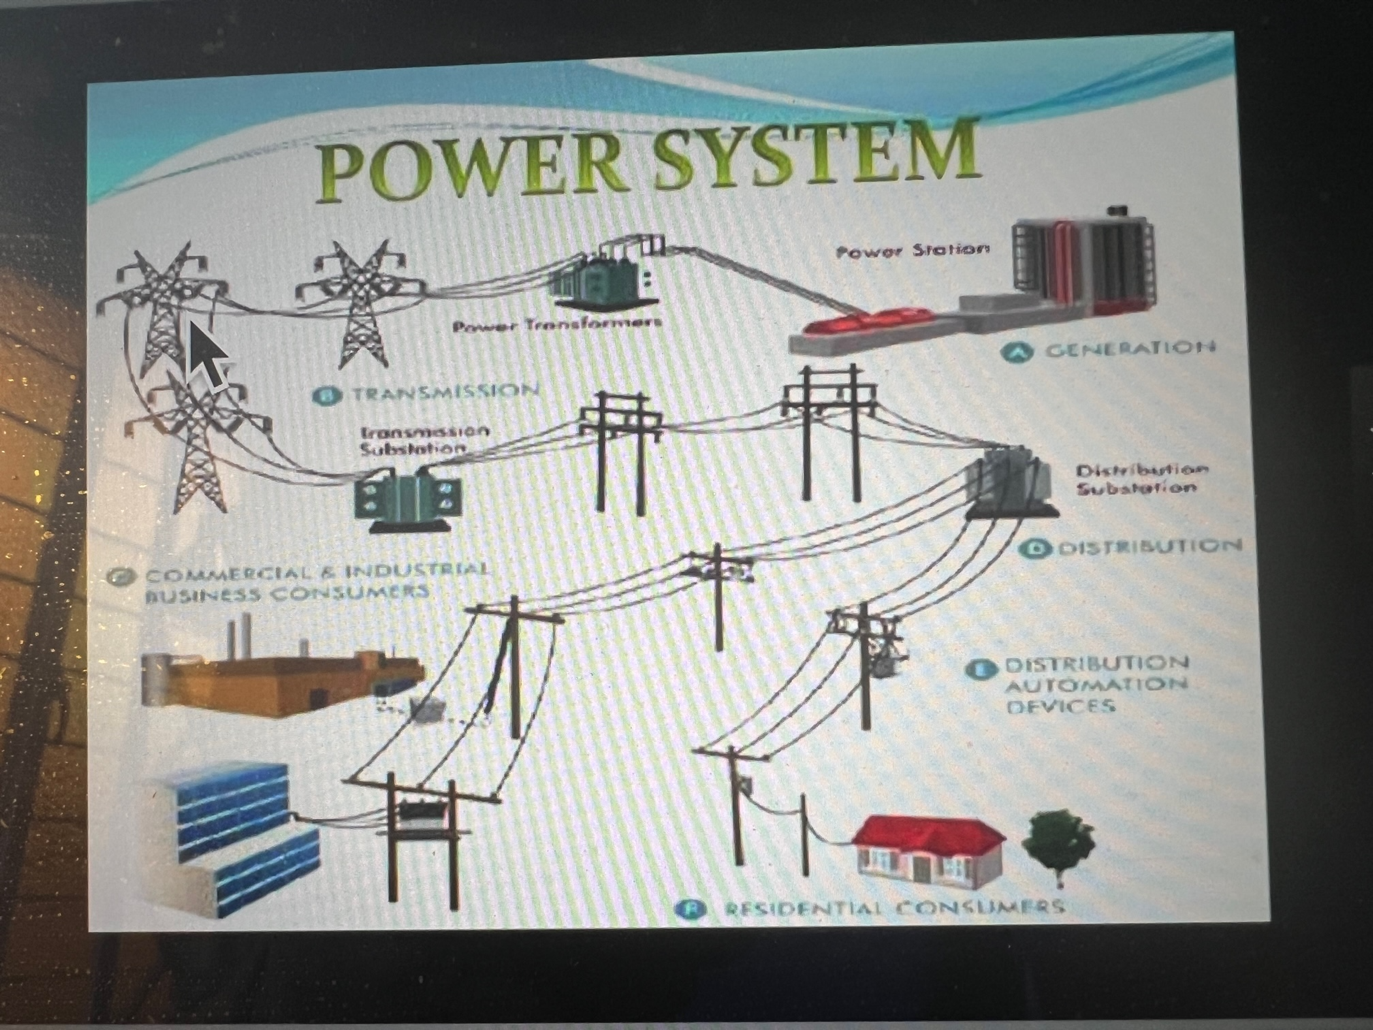 POWER SYSTEM
Power Station
Power Transformers
A GENERATION
B TRANSMISSION
Transmission
Substation
Distribution
Substation
D DISTRIBUTION
COMMERCIAL & INDUSTRIAL
BUSINESS CONSUMERS
E DISTRIBUTION
AUTOMATION
DEVICES
RESIDENTIAL CONSUMERS